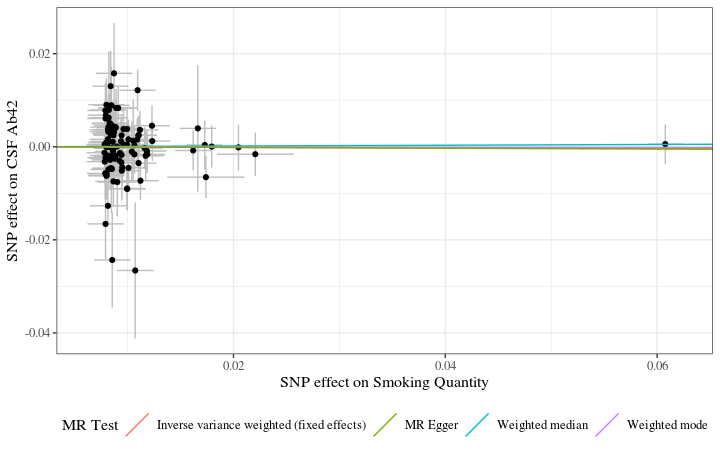 0.02
0.00
-0.02
-0.04
SNP effect on CSF Ab42
0.02
0.04
0.06
SNP effect on Smoking Quantity
MR Test
Inverse variance weighted (fixed effects)
MR Egger
Weighted median
Weighted mode